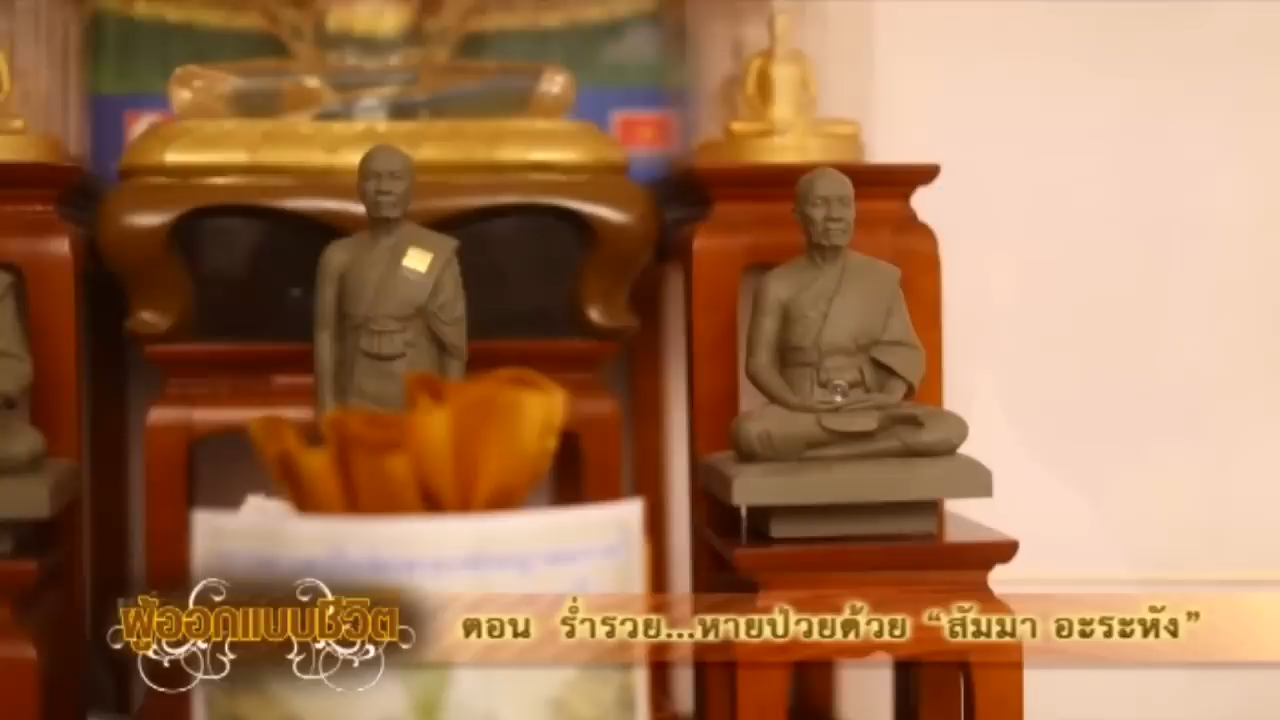 ผู้ออกแบบชีวิต
ตอน ร่ำรวย...หายป่วยด้วย “สัมมา อะระหัง”